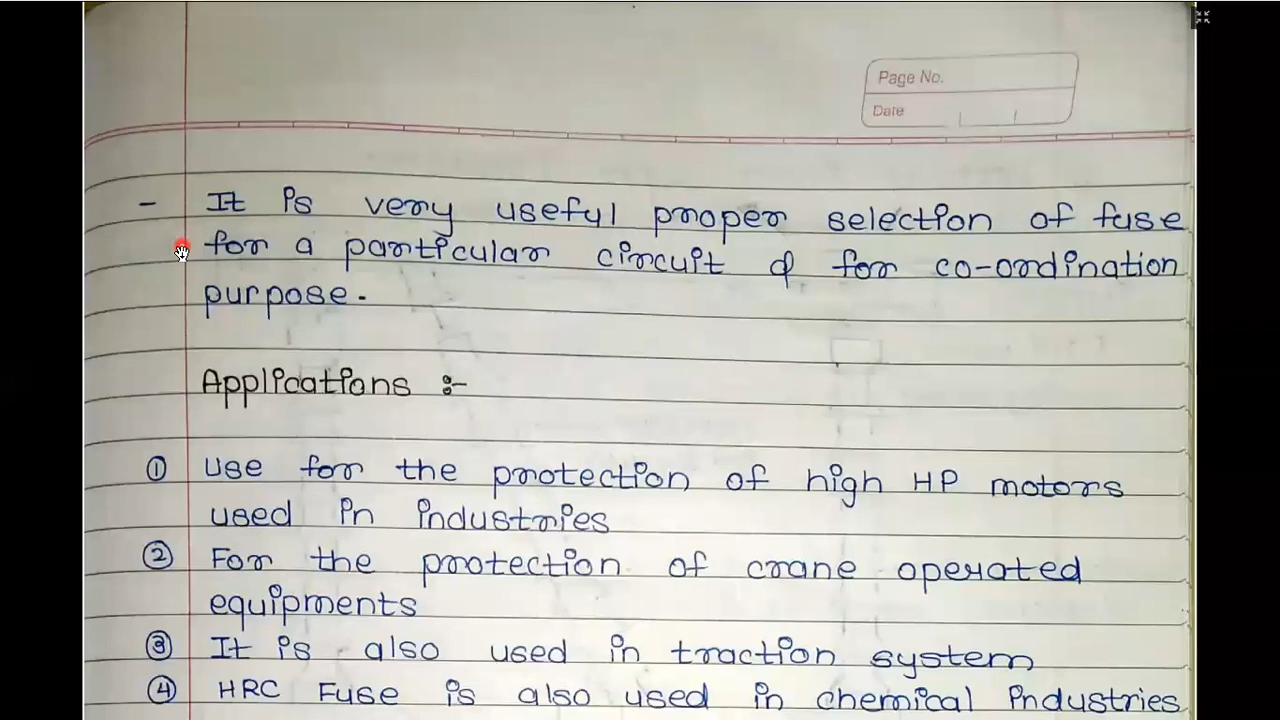 Page No.
Date
- It is very useful proper selection of fuse
for a particular circuit & for co-ordination
purpose.
Applications :-
① Use for the protection of high HP motors
used in industries
② For the protection of crane operated
equipments
③ It is also used in traction system
④ HRC Fuse is also used in chemical industries